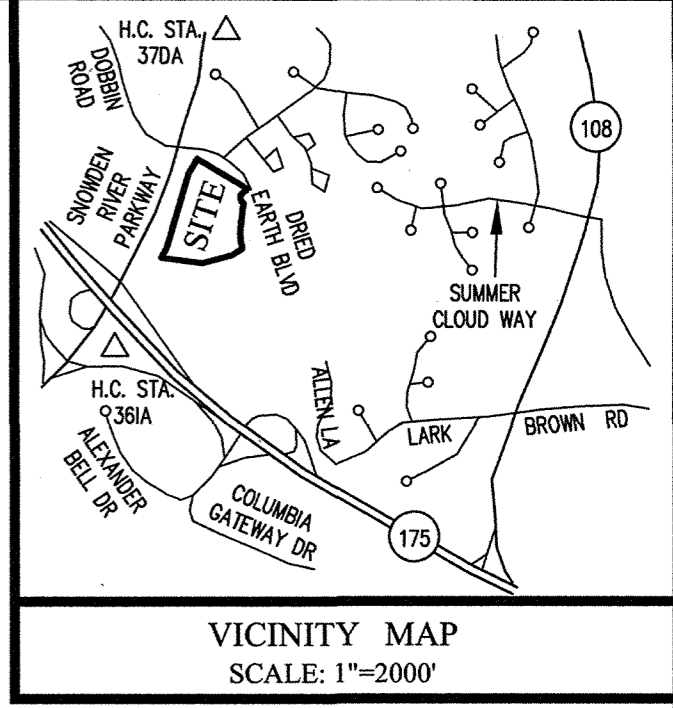 H.C. STA.
37DA
DOBBIN
ROAD
108
SNOWDEN
RIVER
PARKWAY
SITE
DRIED
EARTH BLVD
SUMMER
CLOUD WAY
H.C. STA.
361A
ALLEN LA
LARK BROWN RD
ALEXANDER
BELL DR
COLUMBIA
GATEWAY DR
175
VICINITY MAP
SCALE: 1"=2000'